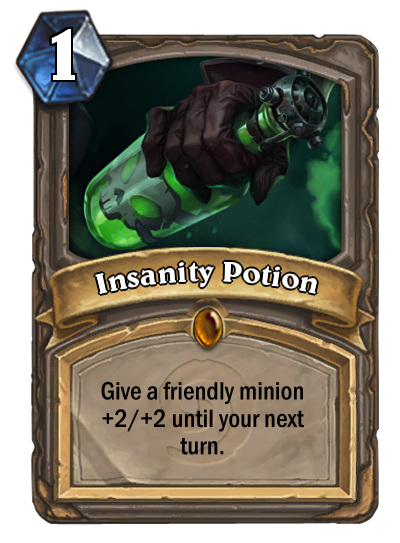 1
Insanity Potion
Give a friendly minion
+2/+2 until your next
turn.